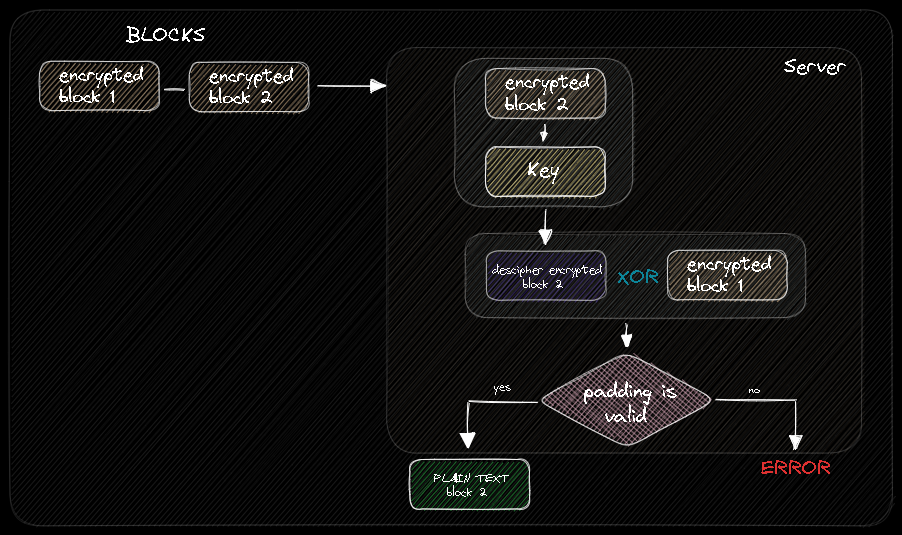 BLOCKS
Server
encrypted
block 1
encrypted
block 2
encrypted
block 2
Key
descipher encrypted
block 2
XOR
encrypted
block 1
padding is
valid
yes
no
PLAIN TEXT
block 2
ERROR